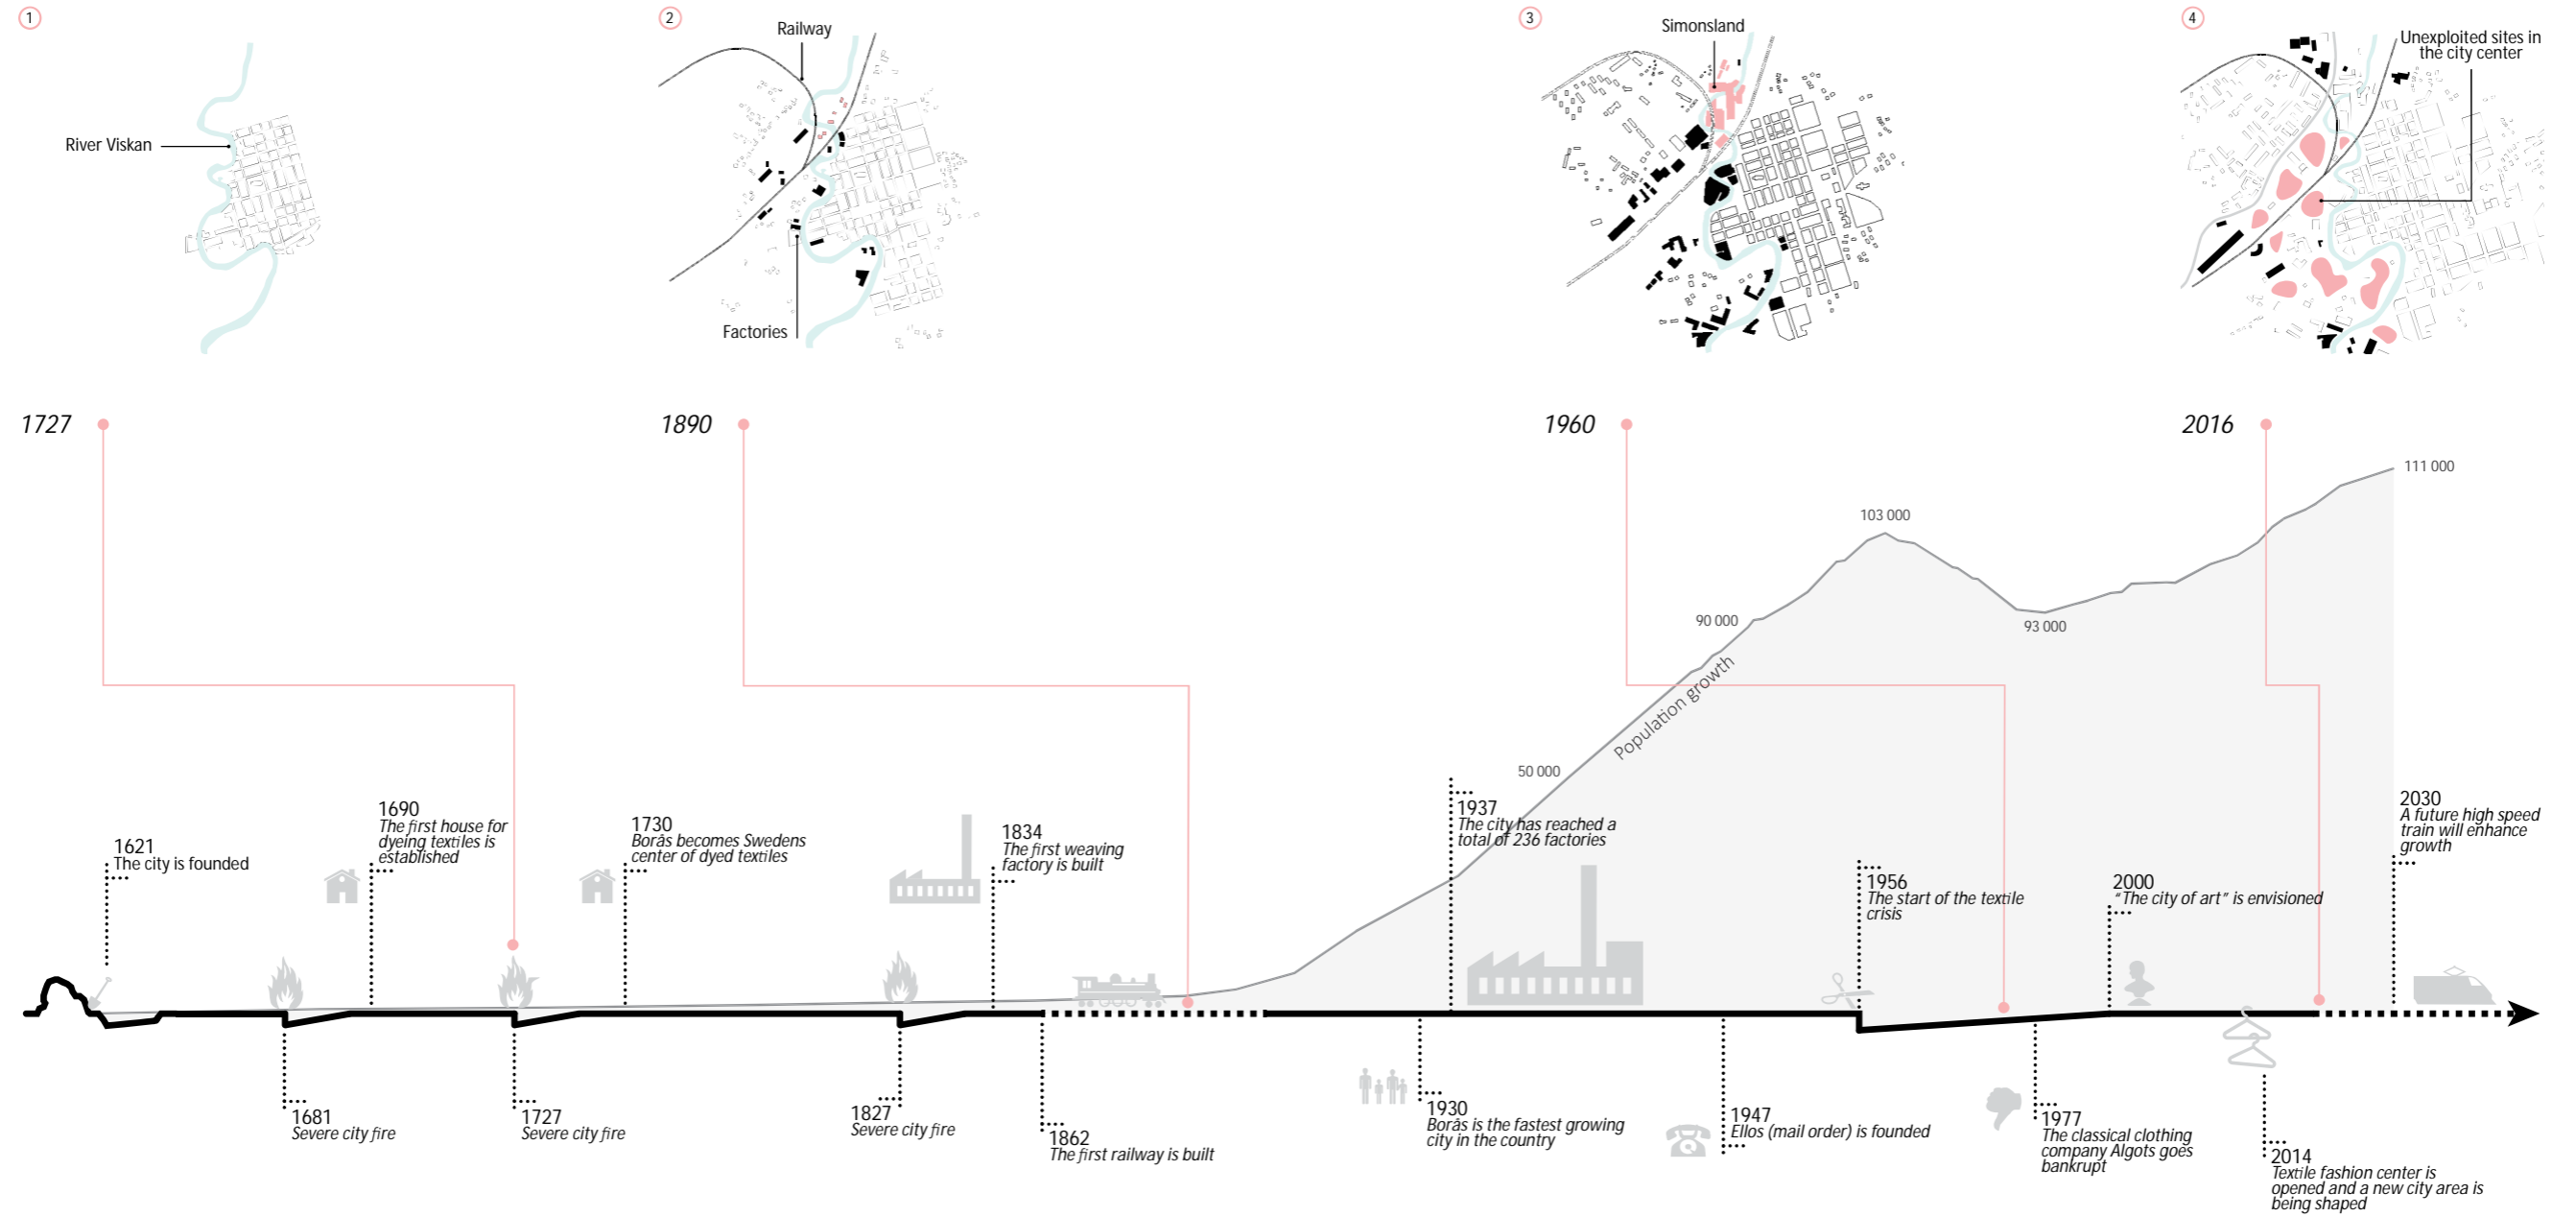 1
2
3
4
Railway
Simonsland
Unexploited sites in
the city center
River Viskan
Factories
1727
1890
1960
2016
111 000
103 000
90 000
93 000
Population growth
50 000
1621
The city is founded
1690
The first house for
dyeing textiles is
established
1730
Borås becomes Swedens
center of dyed textiles
1834
The first weaving
factory is built
1937
The city has reached a
total of 236 factories
1956
The start of the textile
crisis
2000
“The city of art” is envisioned
2030
A future high speed
train will enhance
growth
1681
Severe city fire
1727
Severe city fire
1827
Severe city fire
1862
The first railway is built
1930
Borås is the fastest growing
city in the country
1947
Ellos (mail order) is founded
1977
The classical clothing
company Algots goes
bankrupt
2014
Textile fashion center is
opened and a new city area is
being shaped